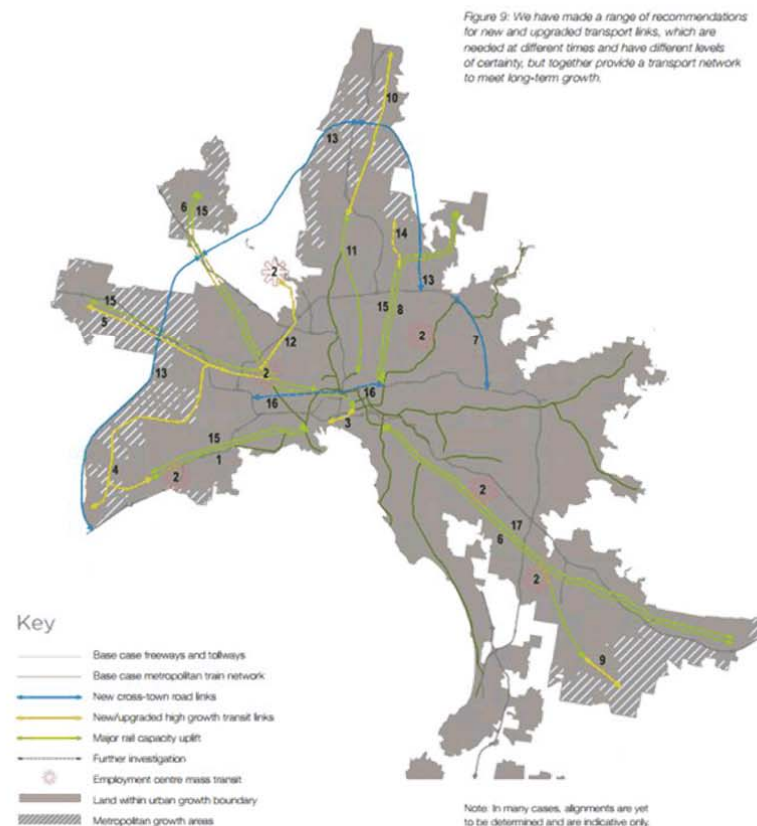 Figure 9: We have made a range of recommendations
for new and upgraded transport links, which are
needed at different times and have different levels
of certainty, but together provide a transport network
to meet long-term growth.
10
13
6 15
14
2
11
13
15
15 8
5
12
2
7
13
2
16
16
3
15
4
1
2
2
17
6
2
9
Key
Base case freeways and tollways
Base case metropolitan train network
New cross-town road links
New/upgraded high growth transit links
Major rail capacity uplift
Further investigation
Employment centre mass transit
Land within urban growth boundary
Metropolitan growth areas
Note: In many cases, alignments are yet
to be determined and are indicative only.